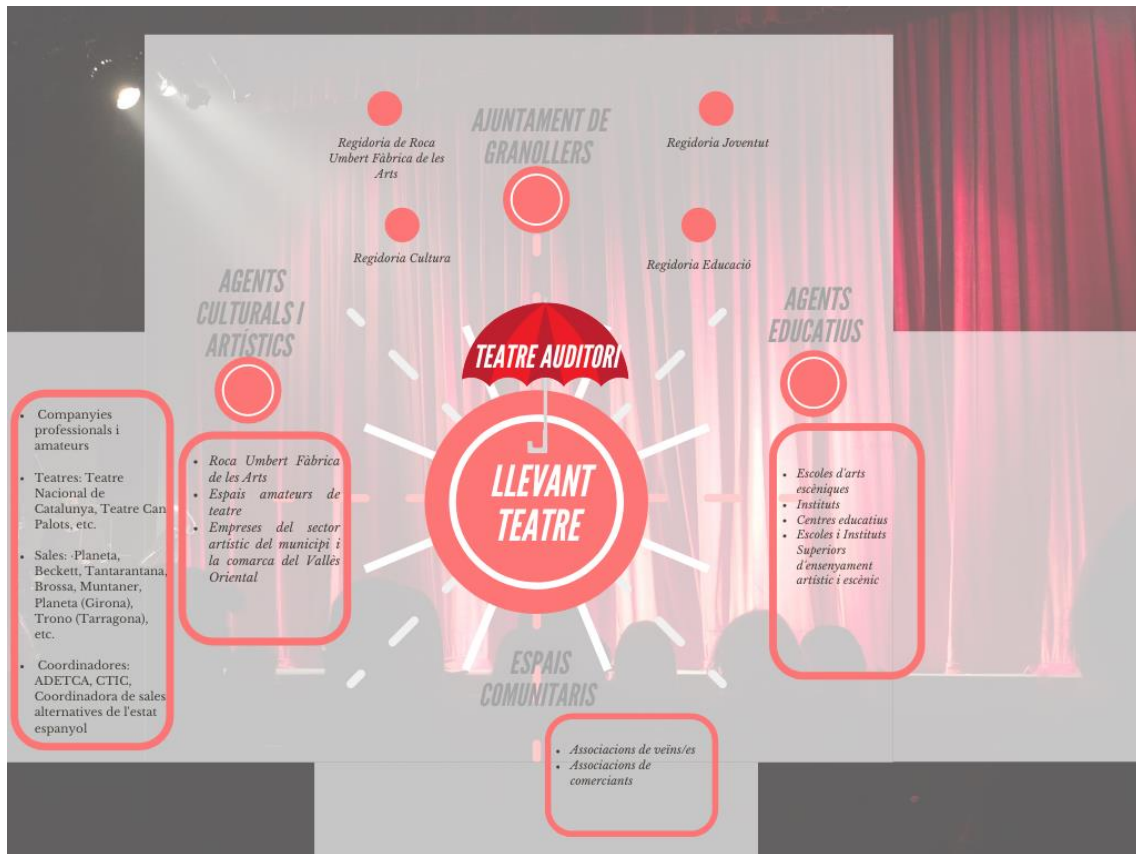 AJUNTAMENT DE
GRANOLLERS
Regidoria de Roca
Umbert Fàbrica de les
Arts
Regidoria Joventut
Regidoria Cultura
Regidoria Educació
AGENTS
CULTURALS I
ARTÍSTICS
AGENTS
EDUCATIUS
TEATRE AUDITORI
LLEVANT
TEATRE
• Companyies
professionals i
amateurs
• Teatres: Teatre
Nacional de
Catalunya, Teatre Can
Palots, etc.
• Sales: ·Planeta,
Beckett, Tantarantana,
Brossa, Muntaner,
Planeta (Girona),
Trono (Tarragona),
etc.
• Coordinadores:
ADETCA, CTIC,
Coordinadora de sales
alternatives de l'estat
espanyol
• Roca Umbert Fàbrica
de les Arts
• Espais amateurs de
teatre
• Empreses del sector
artístic del municipi i
la comarca del Vallès
Oriental
• Escoles d'arts
escèniques
• Instituts
• Centres educatius
• Escoles i Instituts
Superiors
d'ensenyament
artístic i escènic
ESPAIS
COMUNITARIS
• Associacions de veïns/es
• Associacions de
comerciants